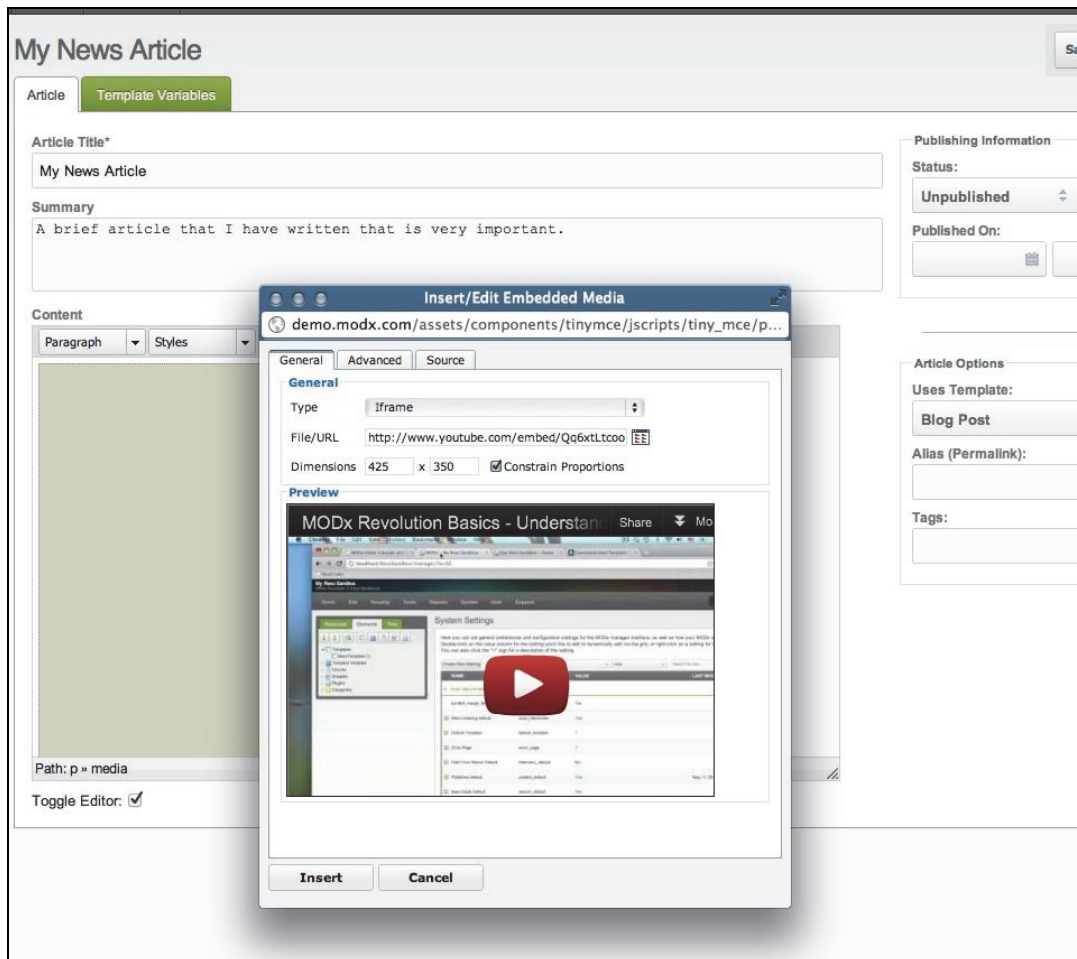 My News Article
Article
Template Variables
Article Title*
My News Article
Summary
A brief article that I have written that is very important.
Content
Paragraph
Styles
Path: p » media
Toggle Editor:
Insert/Edit Embedded Media
demo.modx.com/assets/components/tinymce/jscripts/tiny_mce/p...
General
Advanced
Source
General
Type
Iframe
File/URL
http://www.youtube.com/embed/Qq6xtLtcoo
Dimensions 425 x 350 Constrain Proportions
Preview
MODx Revolution Basics - Understan
Share
Mo
System Settings
Insert
Cancel
Publishing Information
Status:
Unpublished
Published On:
Article Options
Uses Template:
Blog Post
Alias (Permalink):
Tags: